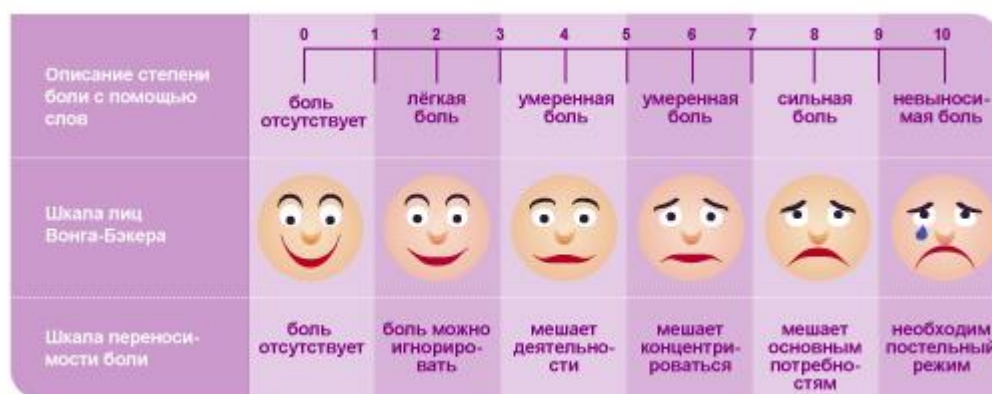 0 1 2 3 4 5 6 7 8 9 10
Описание степени
боли с помощью
слов
боль
отсутствует
лёгкая
боль
умеренная
боль
умеренная
боль
сильная
боль
невыноси-
мая боль
Шкала лиц
Вонга-Бэкера
Шкала переноси-
мости боли
боль
отсутствует
боль можно
игнориро-
вать
мешает
деятельно-
сти
мешает
концентри-
роваться
мешает
основным
потребно-
стям
необходим
постельный
режим